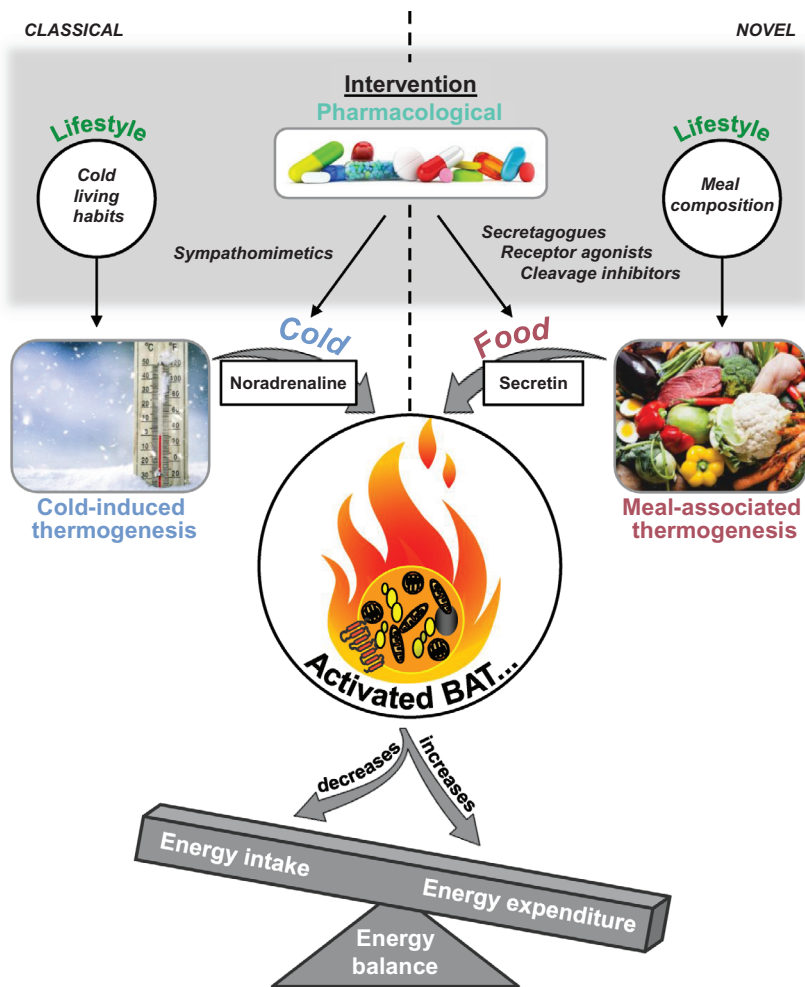 CLASSICAL
NOVEL
Intervention
Pharmacological
Lifestyle
Cold
living
habits
Lifestyle
Meal
composition
Sympathomimetics
Secretagogues
Receptor agonists
Cleavage inhibitors
Cold
Noradrenaline
Food
Secretin
°C
°F
Cold-induced
thermogenesis
Meal-associated
thermogenesis
Activated BAT...
decreases
increases
Energy intake
Energy expenditure
Energy
balance